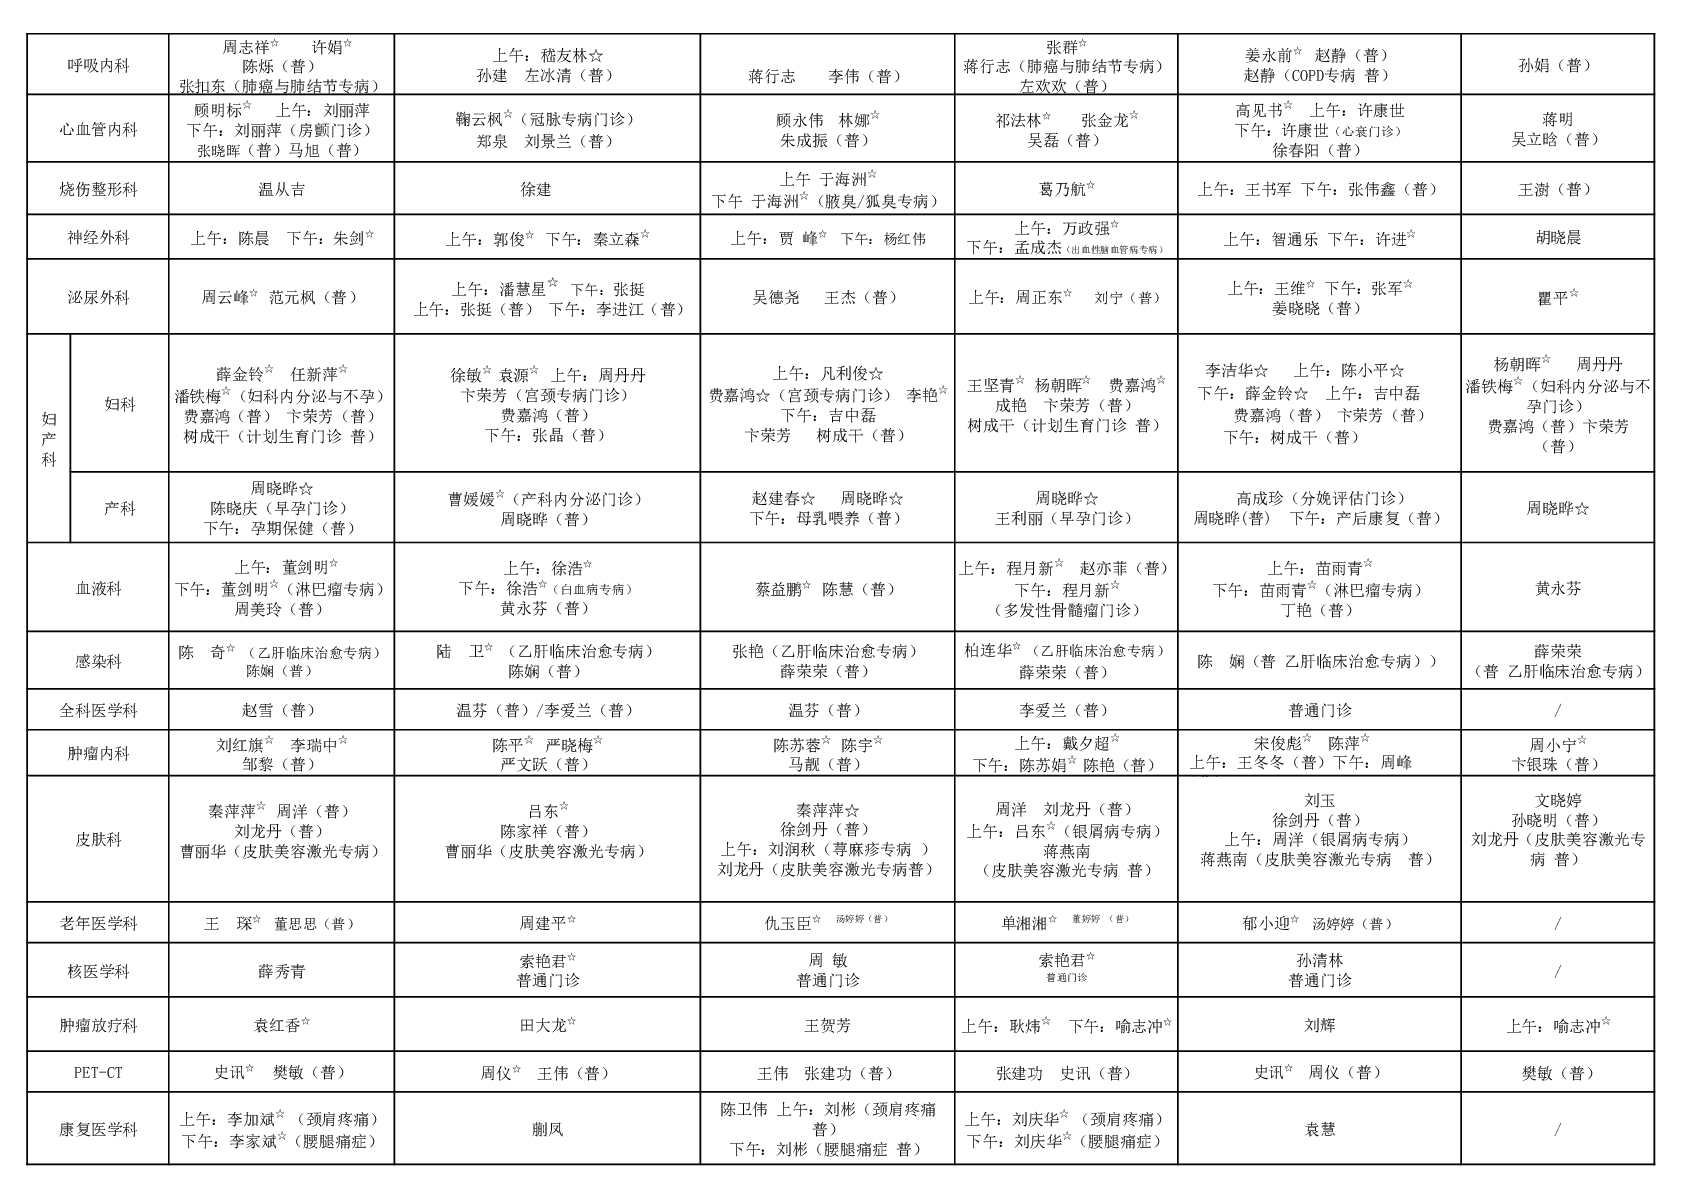 呼吸内科
周志祥☆ 许娟☆
陈烁（普）
张扣东（肺癌与肺结节专病）
上午：嵇友林☆
孙建 左冰清（普）
蒋行志 李伟（普）
张群☆
蒋行志（肺癌与肺结节专病）
左欢欢（普）
姜永前☆ 赵静（普）
赵静（COPD专病 普）
孙娟（普）
心血管内科
顾明标☆ 上午：刘丽萍
下午：刘丽萍（房颤门诊）
张晓晖（普）马旭（普）
鞠云枫☆（冠脉专病门诊）
郑泉 刘景兰（普）
顾永伟 林娜☆
朱成振（普）
祁法林☆ 张金龙☆
吴磊（普）
高见书☆ 上午：许康世
下午：许康世（心衰门诊）
徐春阳（普）
蒋明
吴立晗（普）
烧伤整形科
温从吉
徐建
上午 于海洲☆
下午 于海洲☆（腋臭/狐臭专病）
葛乃航☆
上午：王书军 下午：张伟鑫（普）
王澍（普）
神经外科
上午：陈晨 下午：朱剑☆
上午：郭俊☆ 下午：秦立森☆
上午：贾 峰☆ 下午：杨红伟
上午：万政强☆
下午：孟成杰（出血性脑血管病专病）
上午：智通乐 下午：许进☆
胡晓晨
泌尿外科
周云峰☆ 范元枫（普）
上午：潘慧星☆ 下午：张挺
上午：张挺（普） 下午：李进江（普）
吴德尧 王杰（普）
上午：周正东☆ 刘宁（普）
上午：王维☆ 下午：张军☆
姜晓晓（普）
瞿平☆
妇
产
科
妇科
薛金铃☆ 任新萍☆
潘铁梅☆（妇科内分泌与不孕）
费嘉鸿（普） 卞荣芳（普）
树成干（计划生育门诊 普）
徐敏☆ 袁源☆ 上午：周丹丹
卞荣芳（宫颈专病门诊）
费嘉鸿（普）
下午：张晶（普）
上午：凡利俊☆
费嘉鸿☆（宫颈专病门诊） 李艳☆
下午：吉中磊
卞荣芳 树成干（普）
王坚青☆ 杨朝晖☆ 费嘉鸿☆
成艳 卞荣芳（普）
树成干（计划生育门诊 普）
李洁华☆ 上午：陈小平☆
下午：薛金铃☆ 上午：吉中磊
费嘉鸿（普） 卞荣芳（普）
下午：树成干（普）
杨朝晖☆ 周丹丹
潘铁梅☆（妇科内分泌与不
孕门诊）
费嘉鸿（普）卞荣芳
（普）
产科
周晓晔☆
陈晓庆（早孕门诊）
下午：孕期保健（普）
曹媛媛☆（产科内分泌门诊）
周晓晔（普）
赵建春☆ 周晓晔☆
下午：母乳喂养（普）
周晓晔☆
王利丽（早孕门诊）
高成珍（分娩评估门诊）
周晓晔(普) 下午：产后康复（普）
周晓晔☆
血液科
上午：董剑明☆
下午：董剑明☆（淋巴瘤专病）
周美玲（普）
上午：徐浩☆
下午：徐浩☆（白血病专病）
黄永芬（普）
蔡益鹏☆ 陈慧（普）
上午：程月新☆ 赵亦菲（普）
下午：程月新☆
（多发性骨髓瘤门诊）
上午：苗雨青☆
下午：苗雨青☆（淋巴瘤专病）
丁艳（普）
黄永芬
感染科
陈 奇☆ （乙肝临床治愈专病）
陈娴（普）
陆 卫☆ （乙肝临床治愈专病）
陈娴（普）
张艳（乙肝临床治愈专病）
薛荣荣（普）
柏连华☆ （乙肝临床治愈专病）
薛荣荣（普）
陈 娴（普 乙肝临床治愈专病））
薛荣荣
（普 乙肝临床治愈专病）
全科医学科
赵雪（普）
温芬（普）/李爱兰（普）
温芬（普）
李爱兰（普）
普通门诊
/
肿瘤内科
刘红旗☆ 李瑞中☆
邹黎（普）
陈平☆ 严晓梅☆
严文跃（普）
陈苏蓉☆ 陈宇☆
马靓（普）
上午：戴夕超☆
下午：陈苏娟☆ 陈艳（普）
宋俊彪☆ 陈萍☆
上午：王冬冬（普）下午：周峰
周小宁☆
卞银珠（普）
皮肤科
秦萍萍☆ 周洋（普）
刘龙丹（普）
曹丽华（皮肤美容激光专病）
吕东☆
陈家祥（普）
曹丽华（皮肤美容激光专病）
秦萍萍☆
徐剑丹（普）
上午：刘润秋（荨麻疹专病 ）
刘龙丹（皮肤美容激光专病普）
周洋 刘龙丹（普）
上午：吕东☆（银屑病专病）
蒋燕南
（皮肤美容激光专病 普）
刘玉
徐剑丹（普）
上午：周洋（银屑病专病）
蒋燕南（皮肤美容激光专病 普）
文晓婷
孙晓明（普）
刘龙丹（皮肤美容激光专
病 普）
老年医学科
王 琛☆ 董思思（普）
周建平☆
仇玉臣☆ 汤婷婷（普）
单湘湘☆ 董婷婷 （普）
郁小迎☆ 汤婷婷（普）
/
核医学科
薛秀青
索艳君☆
普通门诊
周 敏
普通门诊
索艳君☆
普通门诊
孙清林
普通门诊
/
肿瘤放疗科
袁红香☆
田大龙☆
王贺芳
上午：耿炜☆ 下午：喻志冲☆
刘辉
上午：喻志冲☆
PET-CT
史讯☆ 樊敏（普）
周仪☆ 王伟（普）
王伟 张建功（普）
张建功 史讯（普）
史讯☆ 周仪（普）
樊敏（普）
康复医学科
上午：李加斌☆ （颈肩疼痛）
下午：李家斌☆（腰腿痛症）
蒯凤
陈卫伟 上午：刘彬（颈肩疼痛
普）
下午：刘彬（腰腿痛症 普）
上午：刘庆华☆ （颈肩疼痛）
下午：刘庆华☆（腰腿痛症）
袁慧
/